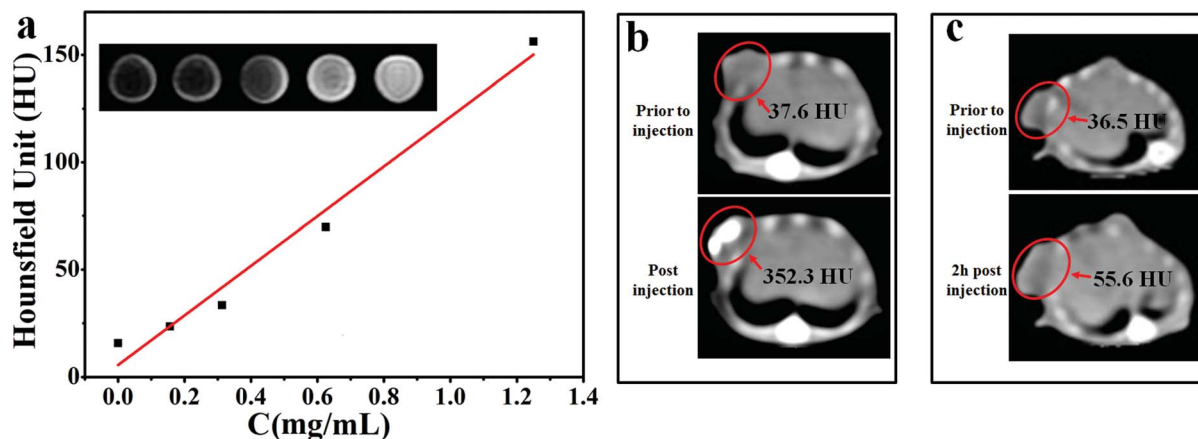 a
Hounsfield Unit (HU)
150
100
50
0
0.0 0.2 0.4 0.6 0.8 1.0 1.2 1.4
C(mg/mL)
b
Prior to
injection
37.6 HU
Post
injection
352.3 HU
c
Prior to
injection
36.5 HU
2h post
injection
55.6 HU